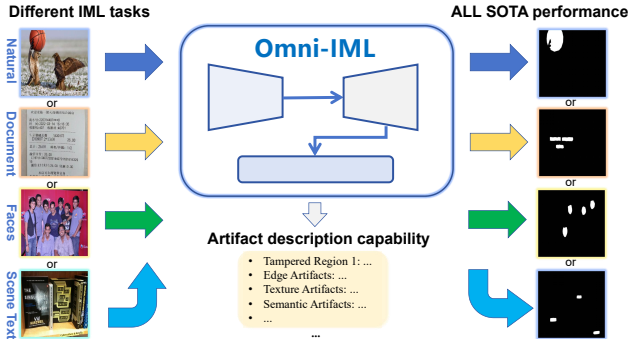 Different IML tasks
ALL SOTA performance
Natural
or
Document
or
Faces
or
Scene Text
Omni-IML
Artifact description capability
• Tampered Region 1: ...
• Edge Artifacts: ...
• Texture Artifacts: ...
• Semantic Artifacts: ...
• ...
...
or
or
or